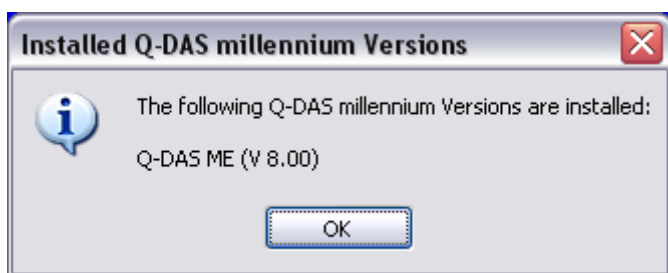 Installed Q-DAS millennium Versions
The following Q-DAS millennium Versions are installed:
Q-DAS ME (V 8.00)
OK